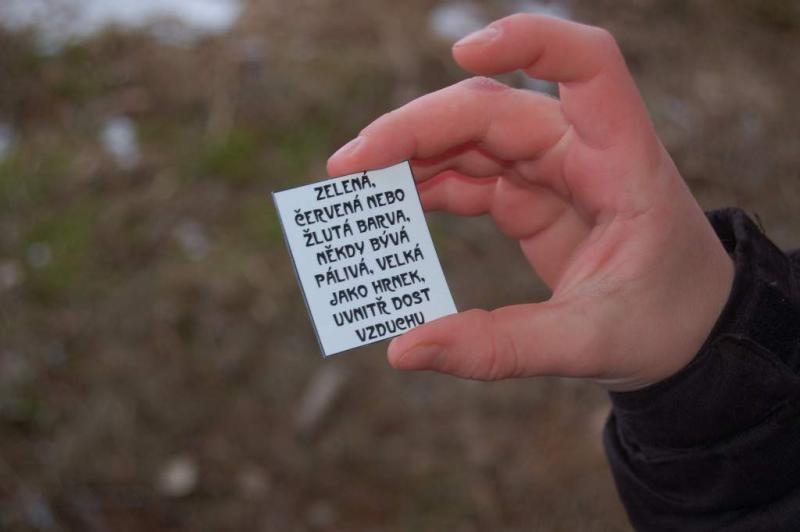 ZELENÁ,
ČERVENÁ NEBO
ŽLUTÁ BARVA,
NĚKDY BÝVÁ
PÁLIVÁ, VELKÁ
JAKO HRNEK,
UVNITŘ DOST
VZDUCHU